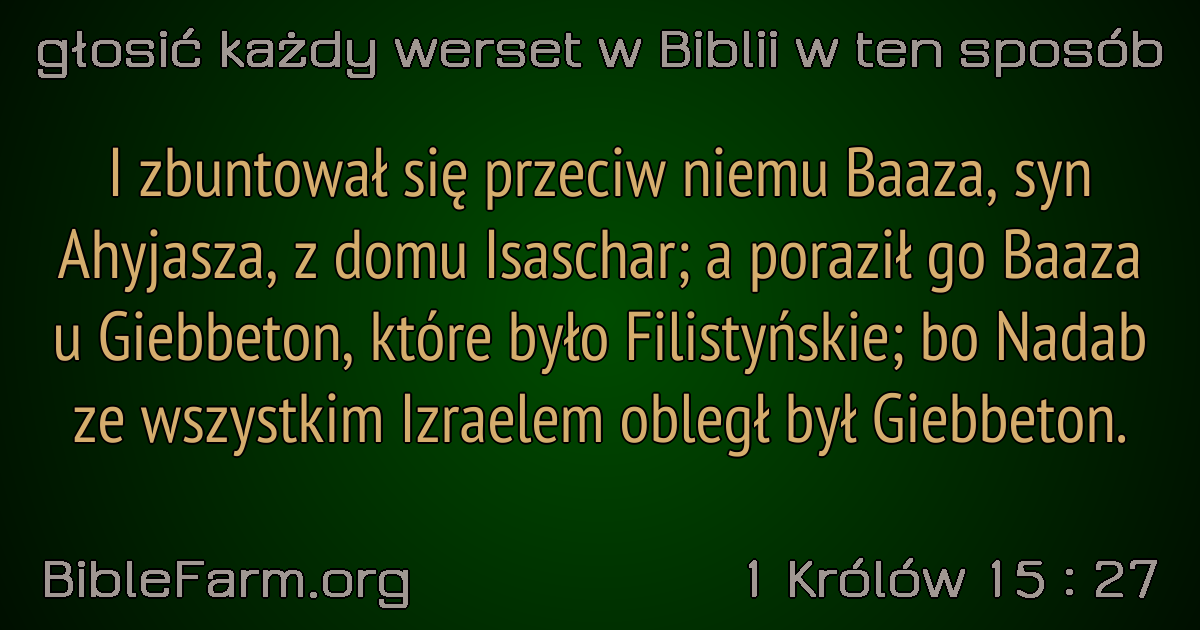 głosić każdy werset w Biblii w ten sposób
I zbuntował się przeciw niemu Baaza, syn
Ahyjasza, z domu Isaschar; a poraził go Baaza
u Giebbeton, które było Filistyńskie; bo Nadab
ze wszystkim Izraelem obległ był Giebbeton.
BibleFarm.org
1 Królów 15 : 27